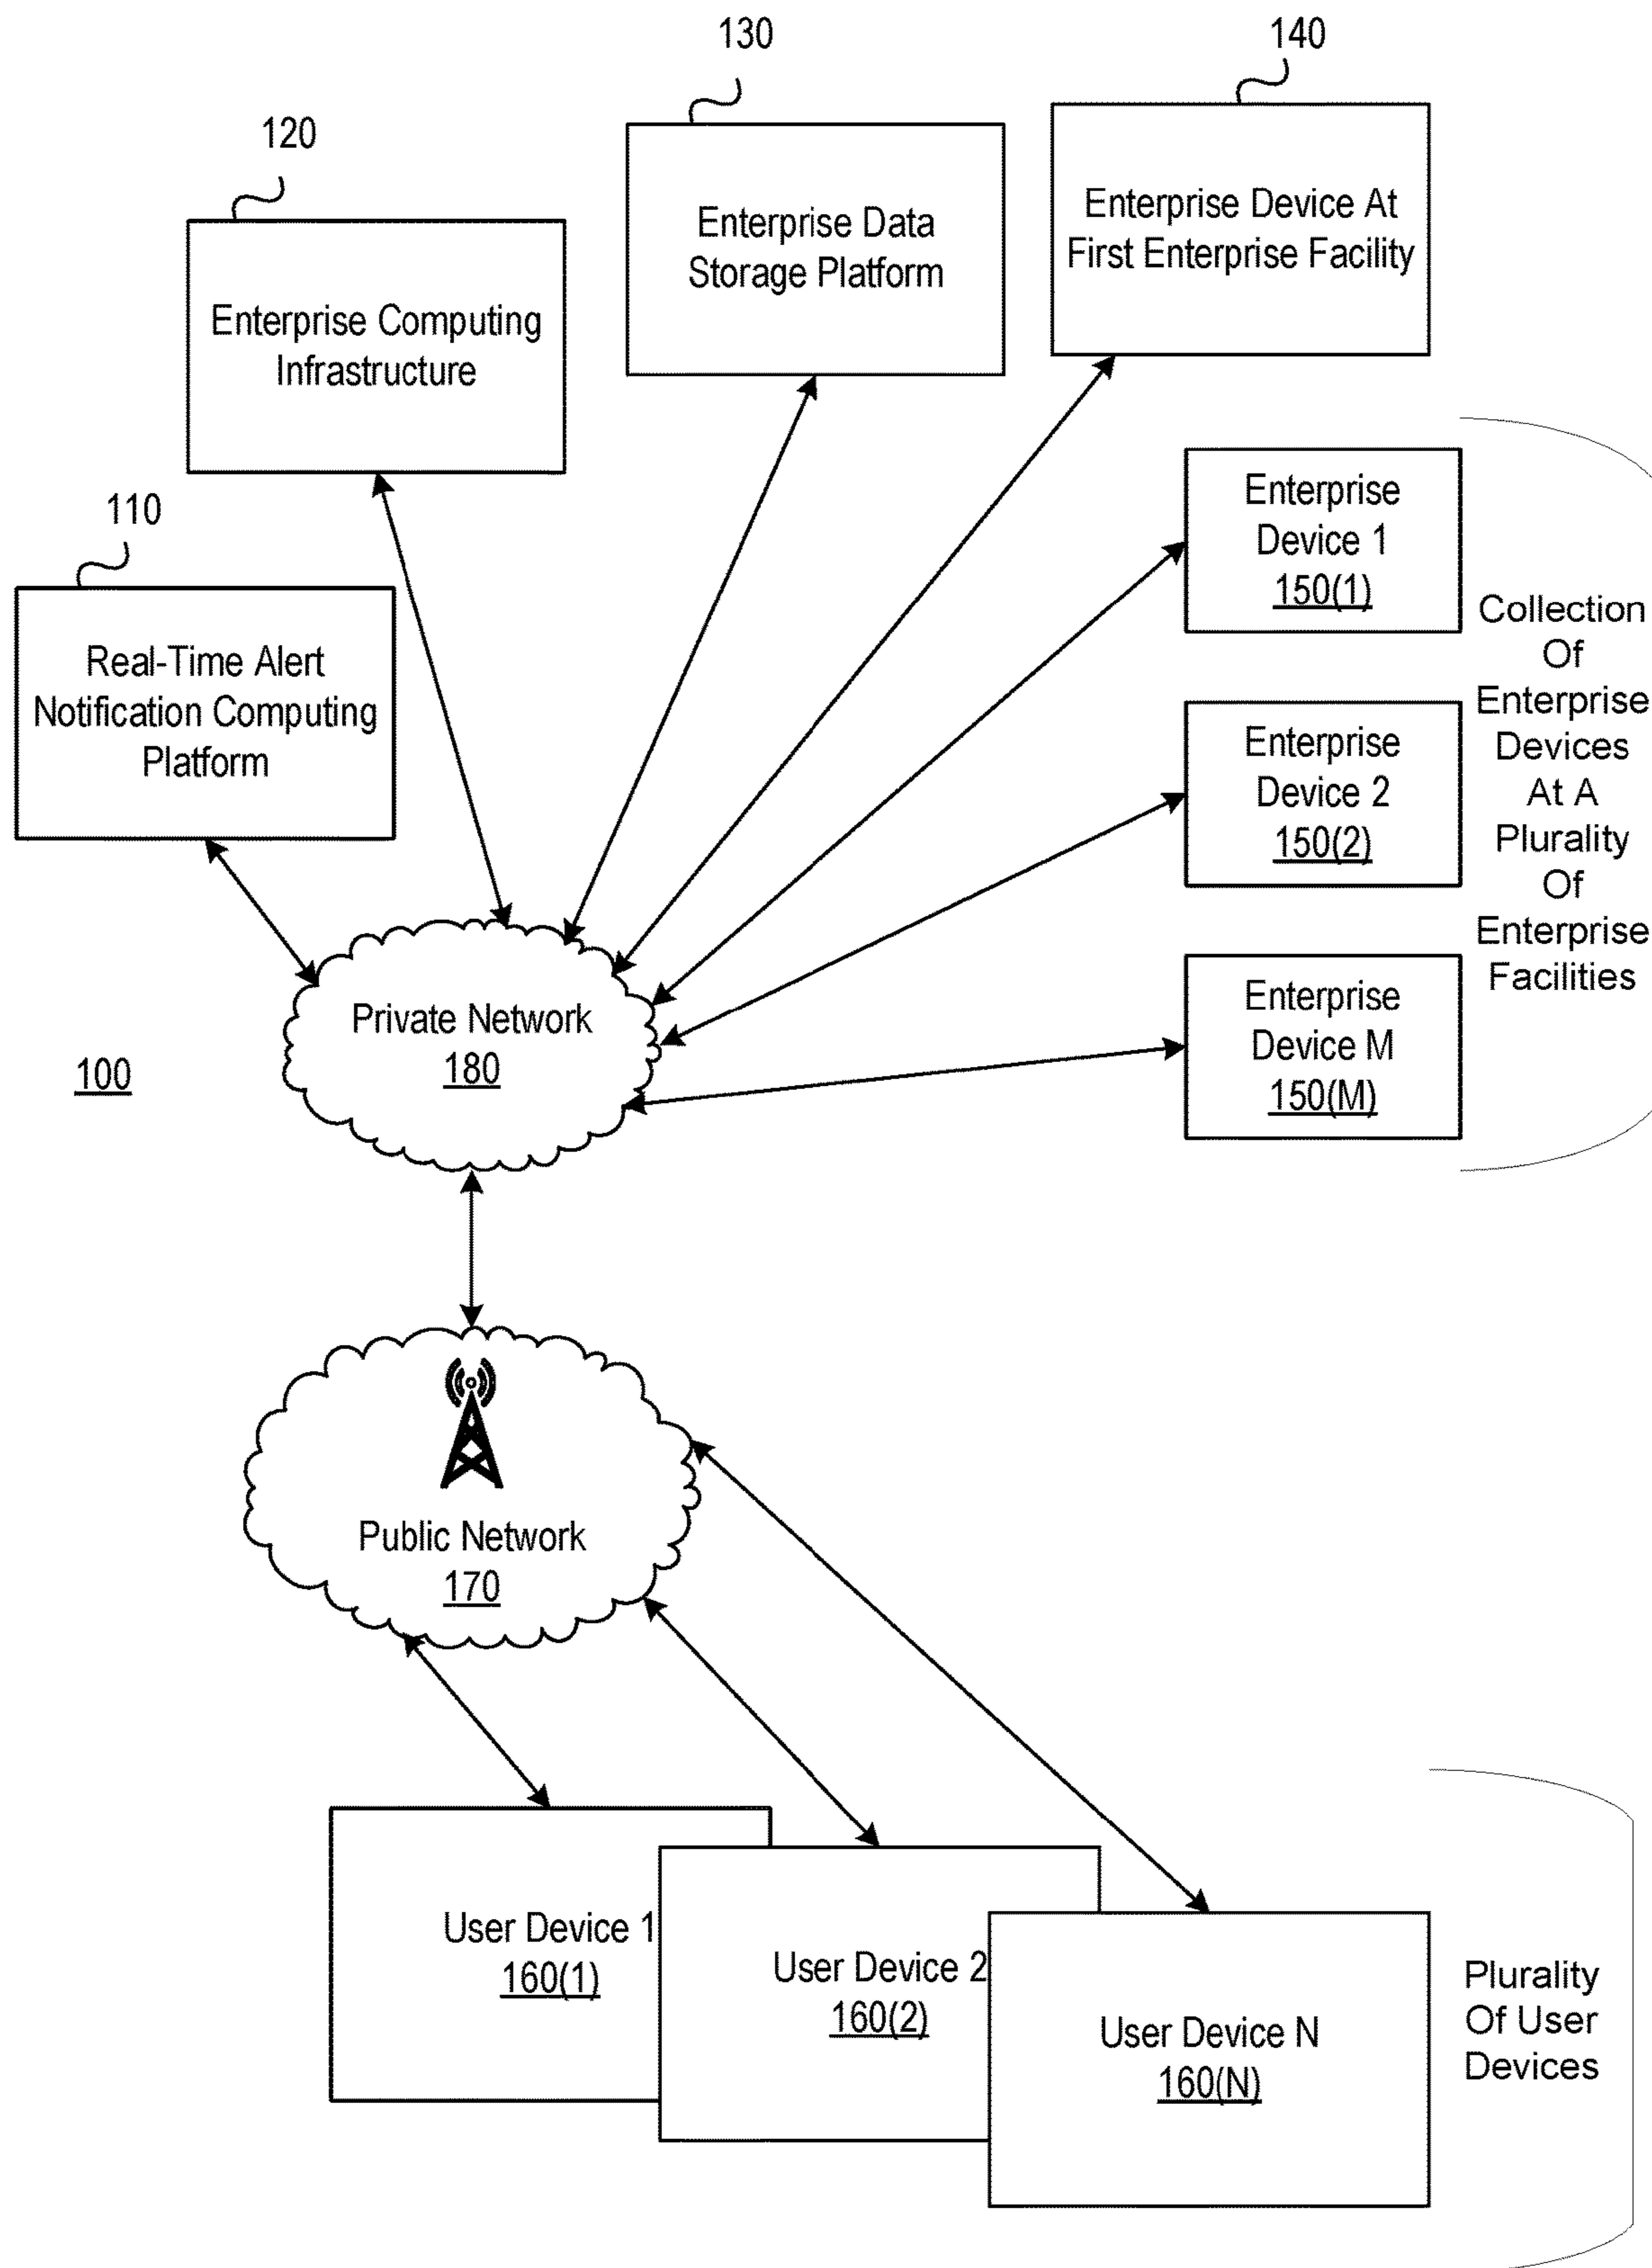 130
140
120
Enterprise Data
Storage Platform
Enterprise Device At
First Enterprise Facility
Enterprise Computing
Infrastructure
110
Real-Time Alert
Notification Computing
Platform
Enterprise
Device 1
150(1)
Enterprise
Device 2
150(2)
Enterprise
Device M
150(M)
Collection
Of
Enterprise
Devices
At A
Plurality
Of
Enterprise
Facilities
Private Network
180
100
Public Network
170
User Device 1
160(1)
User Device 2
160(2)
User Device N
160(N)
Plurality
Of User
Devices